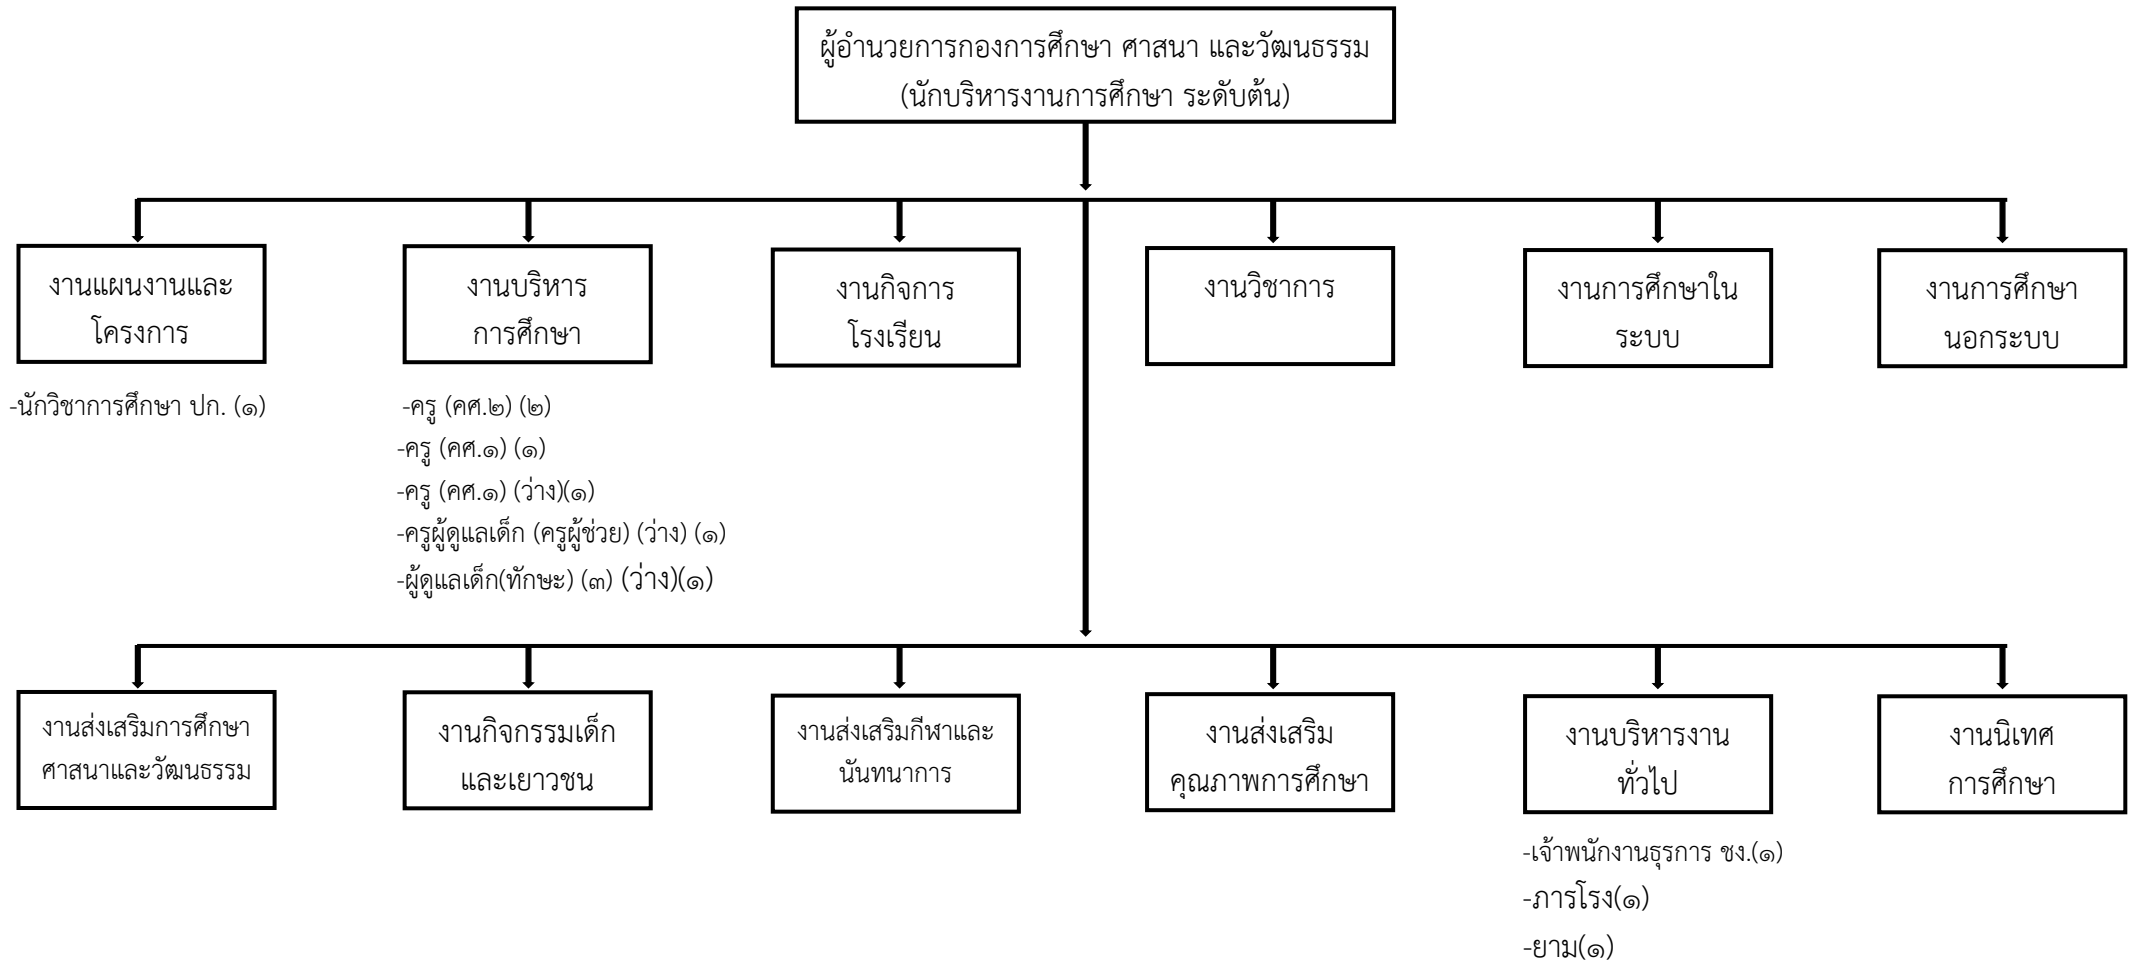 ผู้อำนวยการกองการศึกษา ศาสนา และวัฒนธรรม
(นักบริหารงานการศึกษา ระดับต้น)
งานแผนงานและ
โครงการ
งานบริหาร
การศึกษา
งานกิจการ
โรงเรียน
งานวิชาการ
งานการศึกษาใน
ระบบ
งานการศึกษา
นอกระบบ
-นักวิชาการศึกษา ปก. (๑)
-ครู (คศ.๒) (๒)
-ครู (คศ.๑) (๑)
-ครู (คศ.๑) (ว่าง)(๑)
-ครูผู้ดูแลเด็ก (ครูผู้ช่วย) (ว่าง) (๑)
-ผู้ดูแลเด็ก(ทักษะ) (๓) (ว่าง)(๑)
งานส่งเสริมการศึกษา
ศาสนาและวัฒนธรรม
งานกิจกรรมเด็ก
และเยาวชน
งานส่งเสริมกีฬาและ
นันทนาการ
งานส่งเสริม
คุณภาพการศึกษา
งานบริหารงาน
ทั่วไป
งานนิเทศ
การศึกษา
-เจ้าพนักงานธุรการ ชง.(๑)
-ภารโรง(๑)
-ยาม(๑)